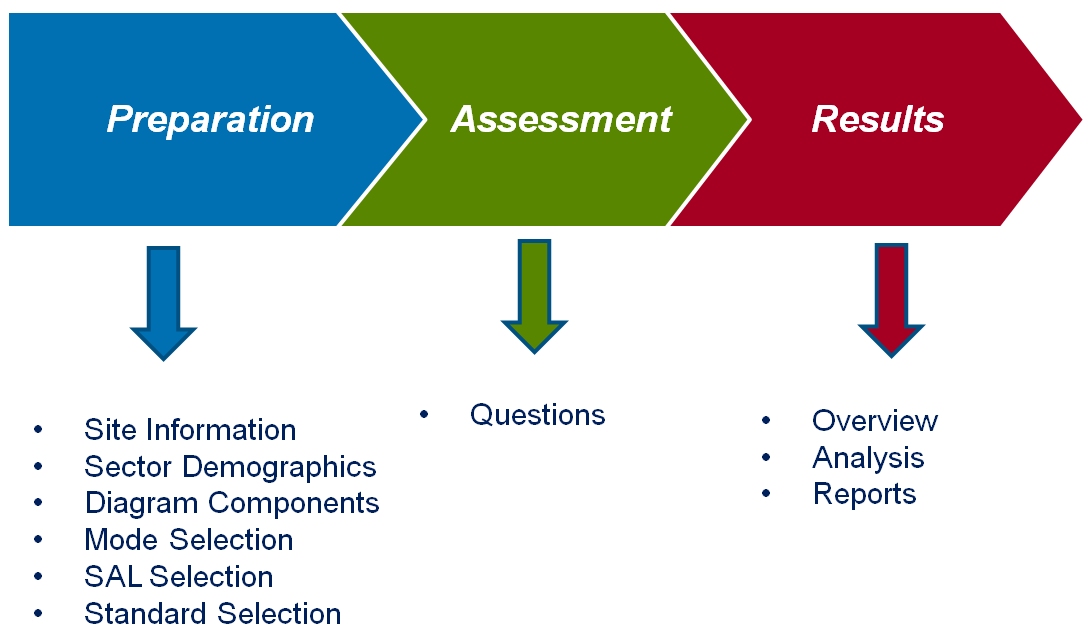 Preparation
Assessment
Results
• Site Information
• Sector Demographics
• Diagram Components
• Mode Selection
• SAL Selection
• Standard Selection
• Questions
• Overview
• Analysis
• Reports